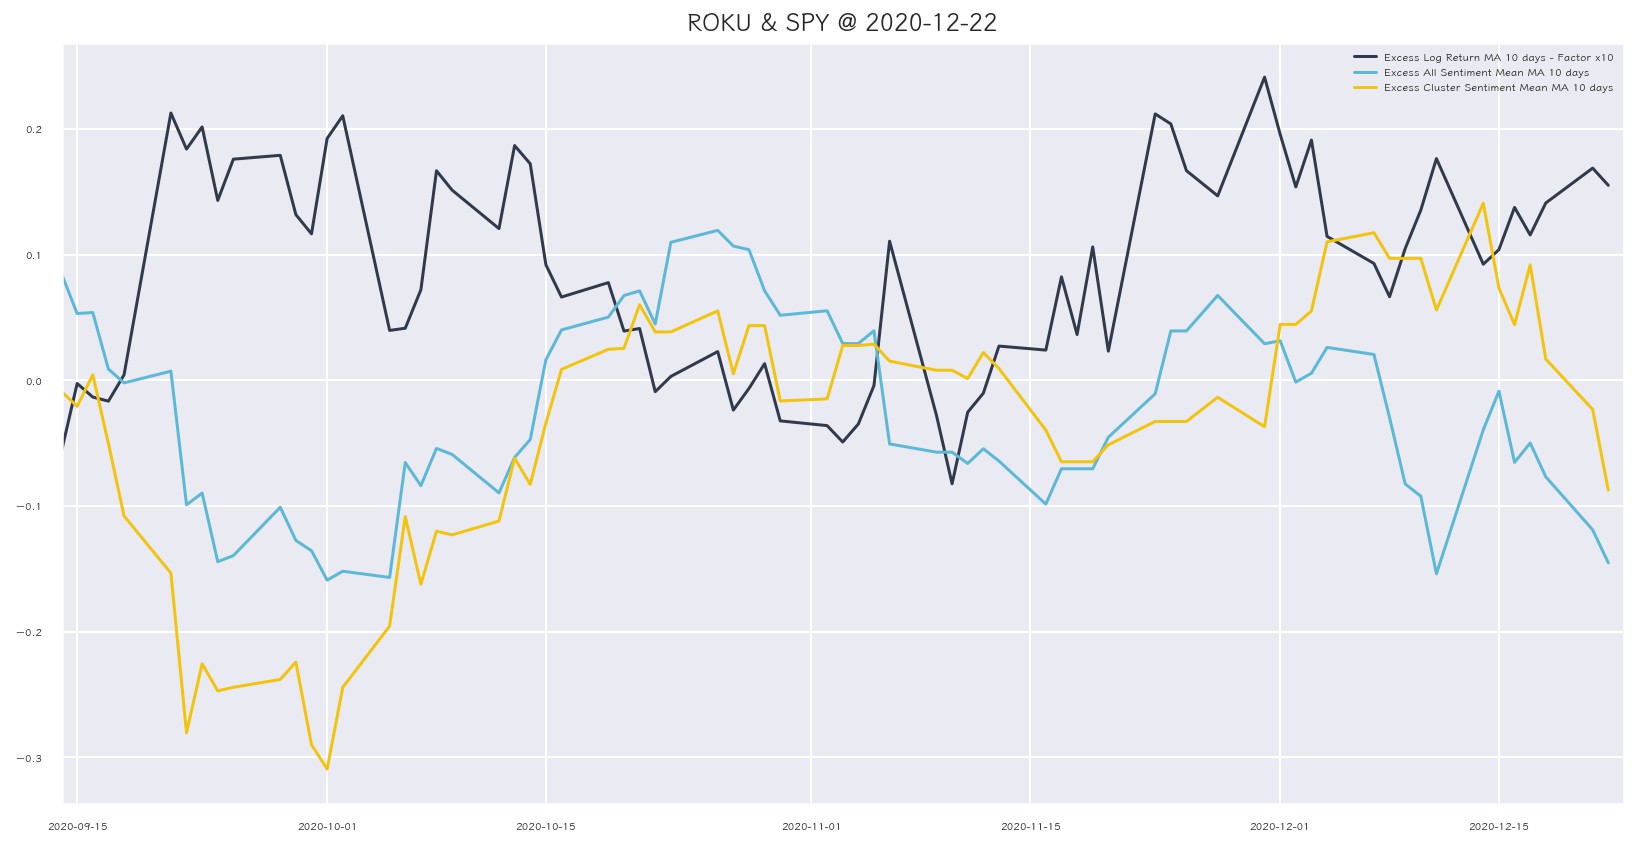 ROKU & SPY @ 2020-12-22
Excess Log Return MA 10 days - Factor x10
Excess All Sentiment Mean MA 10 days
Excess Cluster Sentiment Mean MA 10 days
0.2
0.1
0.0
−0.1
−0.2
−0.3
2020-09-15 2020-10-01 2020-10-15 2020-11-01 2020-11-15 2020-12-01 2020-12-15